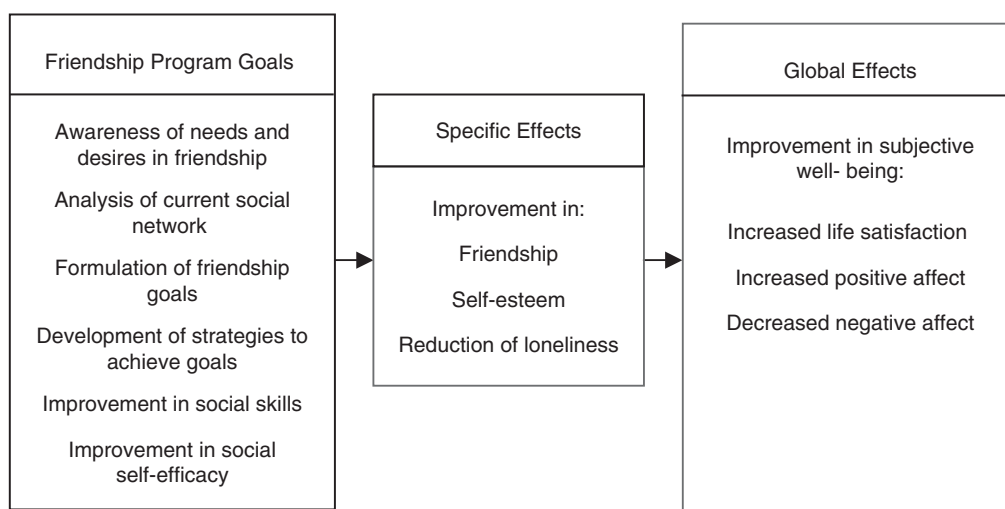 Friendship Program Goals
Awareness of needs and
desires in friendship
Analysis of current social
network
Formulation of friendship
goals
Development of strategies to
achieve goals
Improvement in social skills
Improvement in social
self-efficacy
Specific Effects
Improvement in:
Friendship
Self-esteem
Reduction of loneliness
Global Effects
Improvement in subjective
well- being:
Increased life satisfaction
Increased positive affect
Decreased negative affect